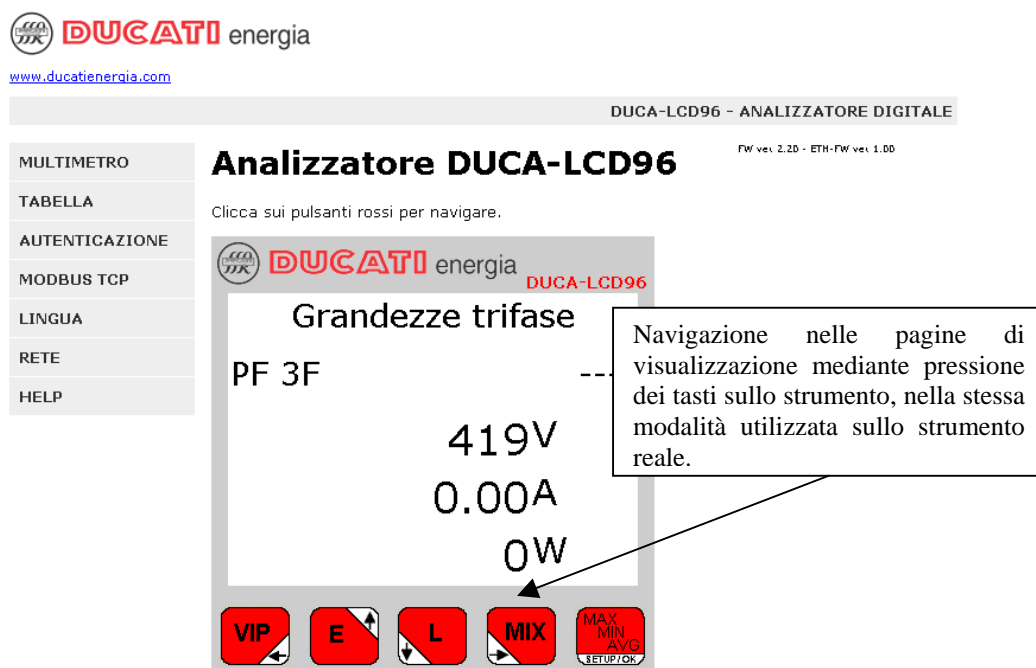 DUCATI energia
www.ducatienergia.com
DUCA-LCD96 - ANALIZZATORE DIGITALE
MULTIMETRO
TABELLA
AUTENTICAZIONE
MODBUS TCP
LINGUA
RETE
HELP
Analizzatore DUCA-LCD96
FW ver. 2.20 - ETH-FW ver. 1.00
Clicca sui pulsanti rossi per navigare.
DUCATI energia
DUCA-LCD96
Grandezze trifase
PF 3F ---
419V
0.00A
0W
Navigazione nelle pagine di
visualizzazione mediante pressione
dei tasti sullo strumento, nella stessa
modalità utilizzata sullo strumento
reale.
VIP
E
L
MIX
MAX
MIN
AVG
SETUP/OK